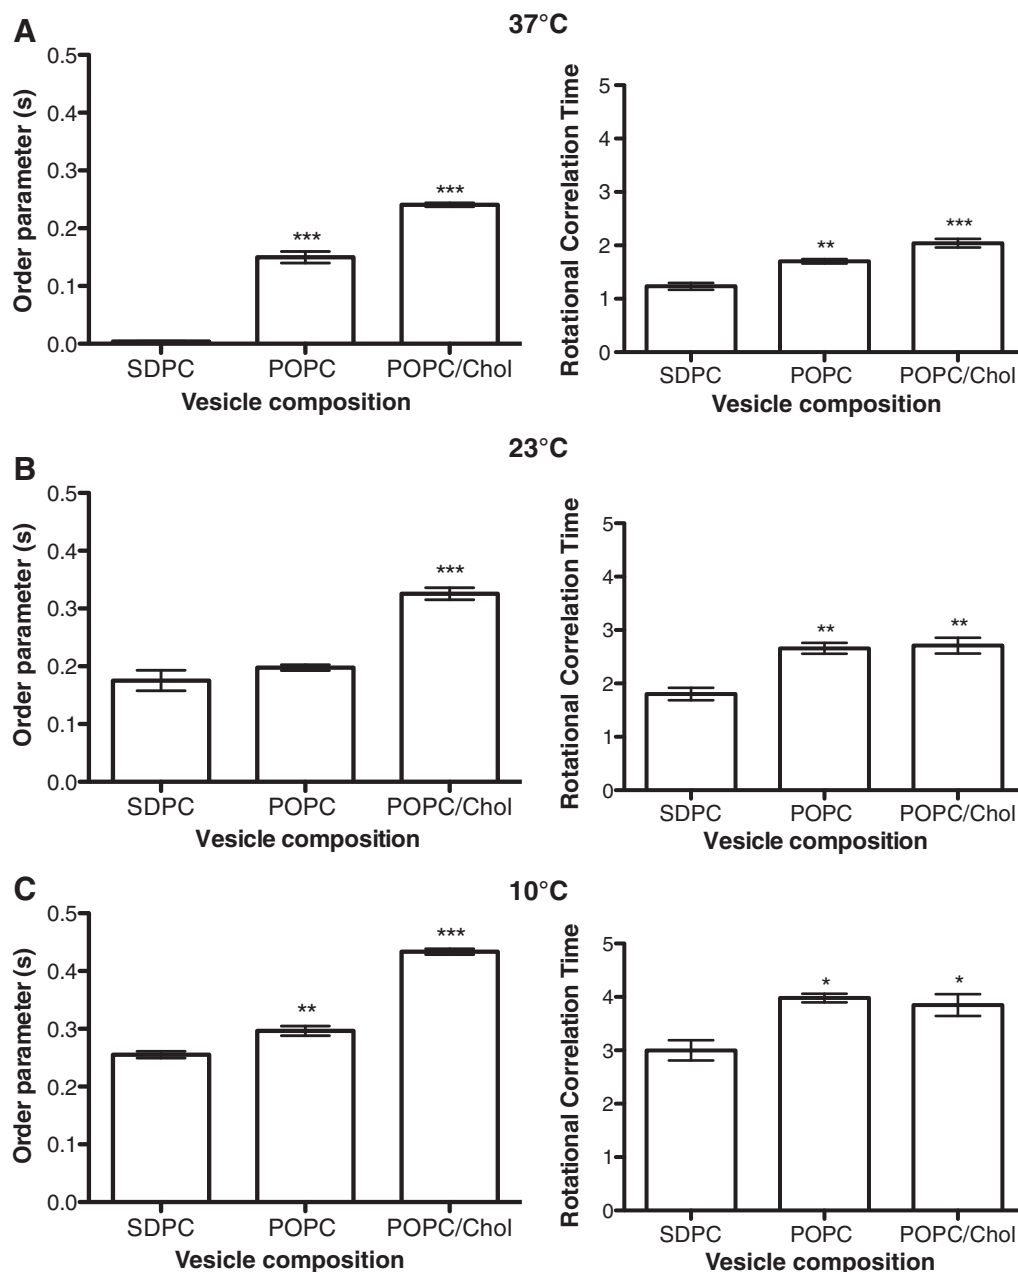 A
37°C
Order parameter (s)
0.5
0.4
0.3
0.2
0.1
0.0
***
***
SDPC POPC POPC/Chol
Vesicle composition
Rotational Correlation Time
5
4
3
2
1
0
**
***
SDPC POPC POPC/Chol
Vesicle composition
B
23°C
Order parameter (s)
0.5
0.4
0.3
0.2
0.1
0.0
***
SDPC POPC POPC/Chol
Vesicle composition
Rotational Correlation Time
5
4
3
2
1
0
**
**
SDPC POPC POPC/Chol
Vesicle composition
C
10°C
Order parameter (s)
0.5
0.4
0.3
0.2
0.1
0.0
**
***
SDPC POPC POPC/Chol
Vesicle composition
Rotational Correlation Time
5
4
3
2
1
0
*
*
SDPC POPC POPC/Chol
Vesicle composition